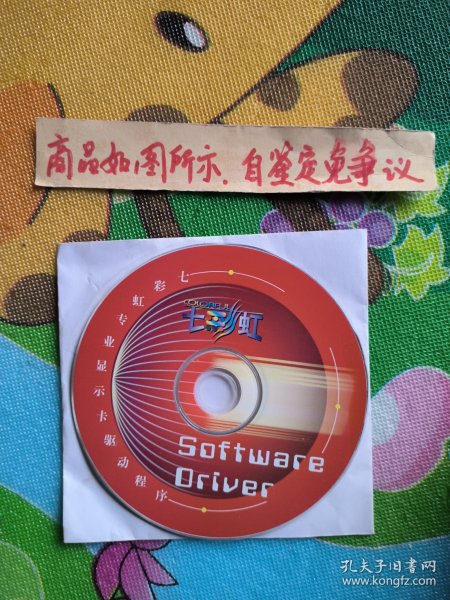 商品如图所示.自鉴定免争议
七彩虹专业显示卡驱动程序
COLORFUL
七彩虹
Software
Driver
孔夫子旧书网
www.kongfz.com